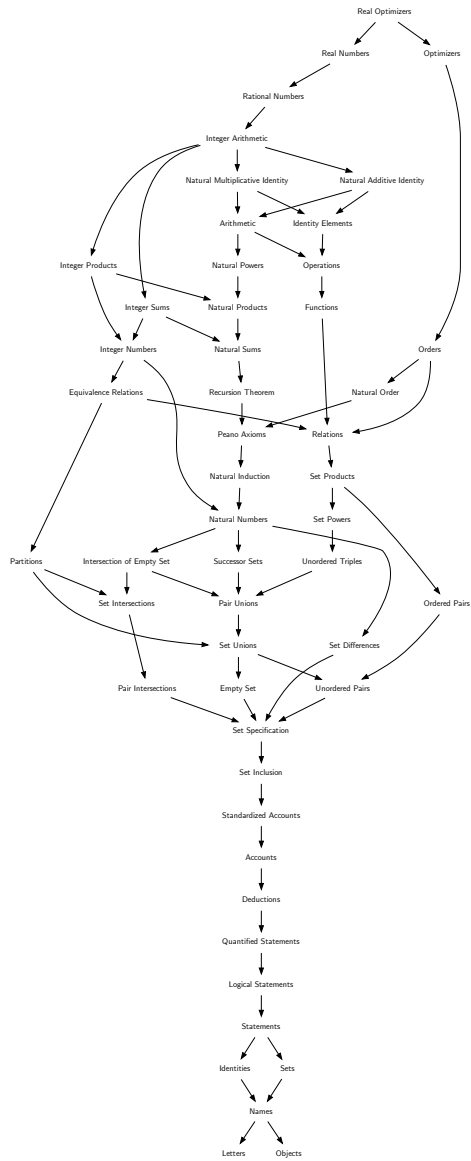 Real Optimizers
Real Numbers
Optimizers
Rational Numbers
Integer Arithmetic
Natural Multiplicative Identity
Natural Additive Identity
Arithmetic
Identity Elements
Integer Products
Natural Powers
Operations
Integer Sums
Natural Products
Functions
Integer Numbers
Natural Sums
Orders
Equivalence Relations
Recursion Theorem
Natural Order
Peano Axioms
Relations
Natural Induction
Set Products
Natural Numbers
Set Powers
Partitions
Intersection of Empty Set
Successor Sets
Unordered Triples
Set Intersections
Pair Unions
Ordered Pairs
Set Unions
Set Differences
Pair Intersections
Empty Set
Unordered Pairs
Set Specification
Set Inclusion
Standardized Accounts
Accounts
Deductions
Quantified Statements
Logical Statements
Statements
Identities
Sets
Names
Letters
Objects